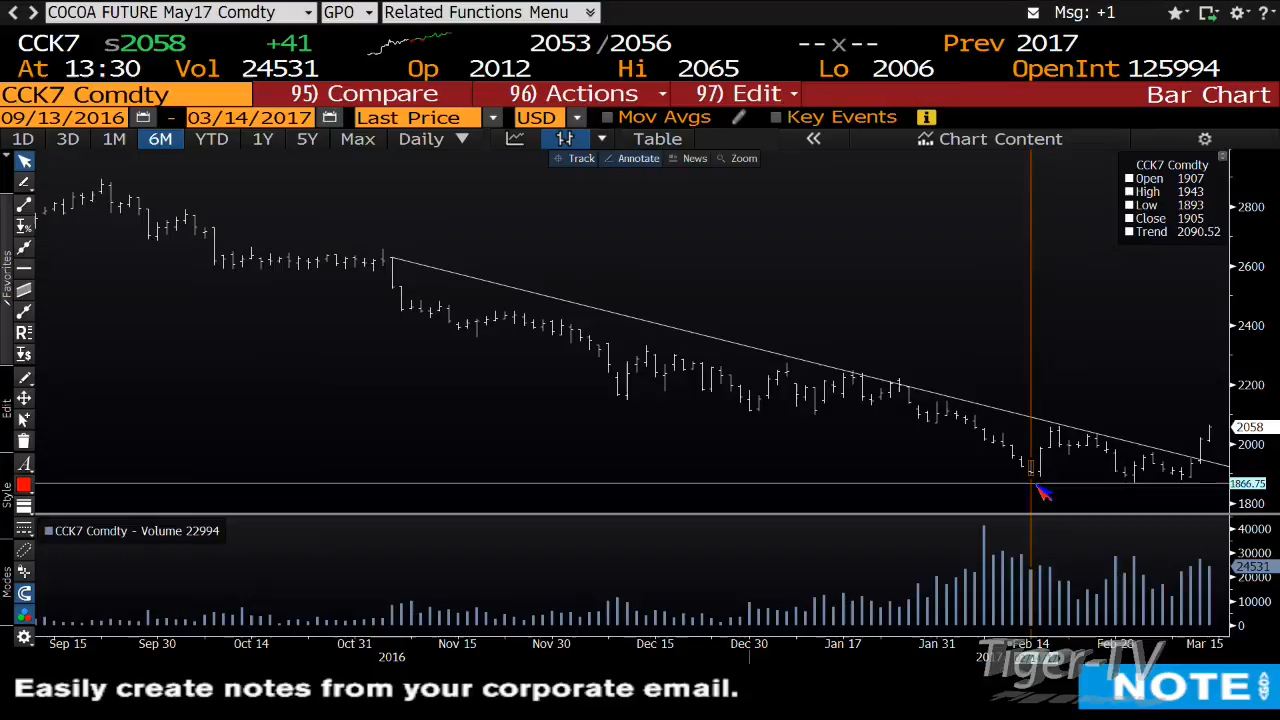 COCOA FUTURE May17 Comdty GPO Related Functions Menu Msg: +1
CCK7 s2058 +41 2053 /2056 --x-- Prev 2017
At 13:30 Vol 24531 Op 2012 Hi 2065 Lo 2006 OpenInt 125994
CCK7 Comdty 95) Compare 96) Actions 97) Edit Bar Chart
09/13/2016 - 03/14/2017 Last Price USD Mov Avgs Key Events
1D 3D 1M 6M YTD 1Y 5Y Max Daily Table « Chart Content
Track Annotate News Zoom
CCK7 Comdty
Open 1907
High 1943
Low 1893
Close 1905
Trend 2090.52
2800
2600
2400
2200
2058
2000
1866.75
1800
Favorites
Edit
Style
Modes
CCK7 Comdty - Volume 22994
40000
30000
24531
20000
10000
0
Sep 15 Sep 30 Oct 14 Oct 31 Nov 15 Nov 30 Dec 15 Dec 30 Jan 17 Jan 31 Feb 14 Mar 15
2016
Tiger-TV
Easily create notes from your corporate email.
NOTE